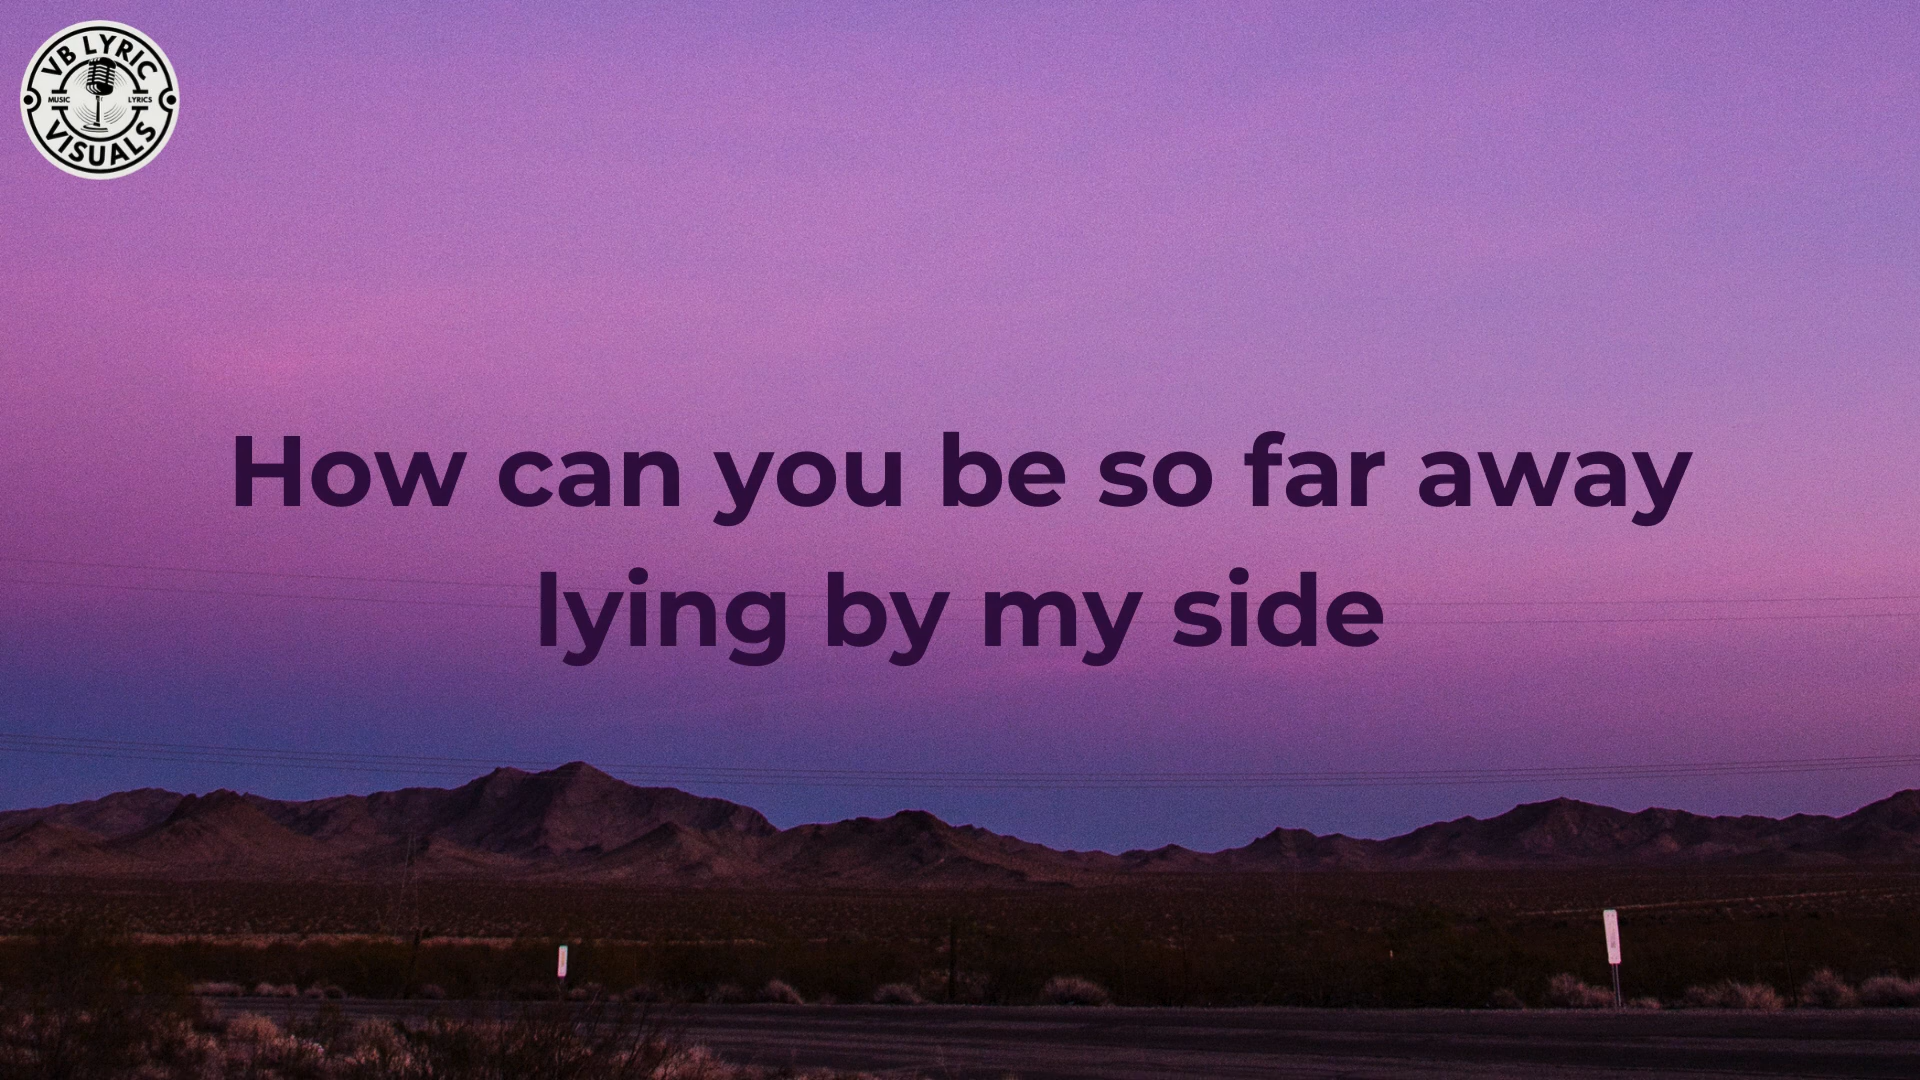 VB LYRIC
MUSIC LYRICS
VISUALS
How can you be so far away
lying by my side